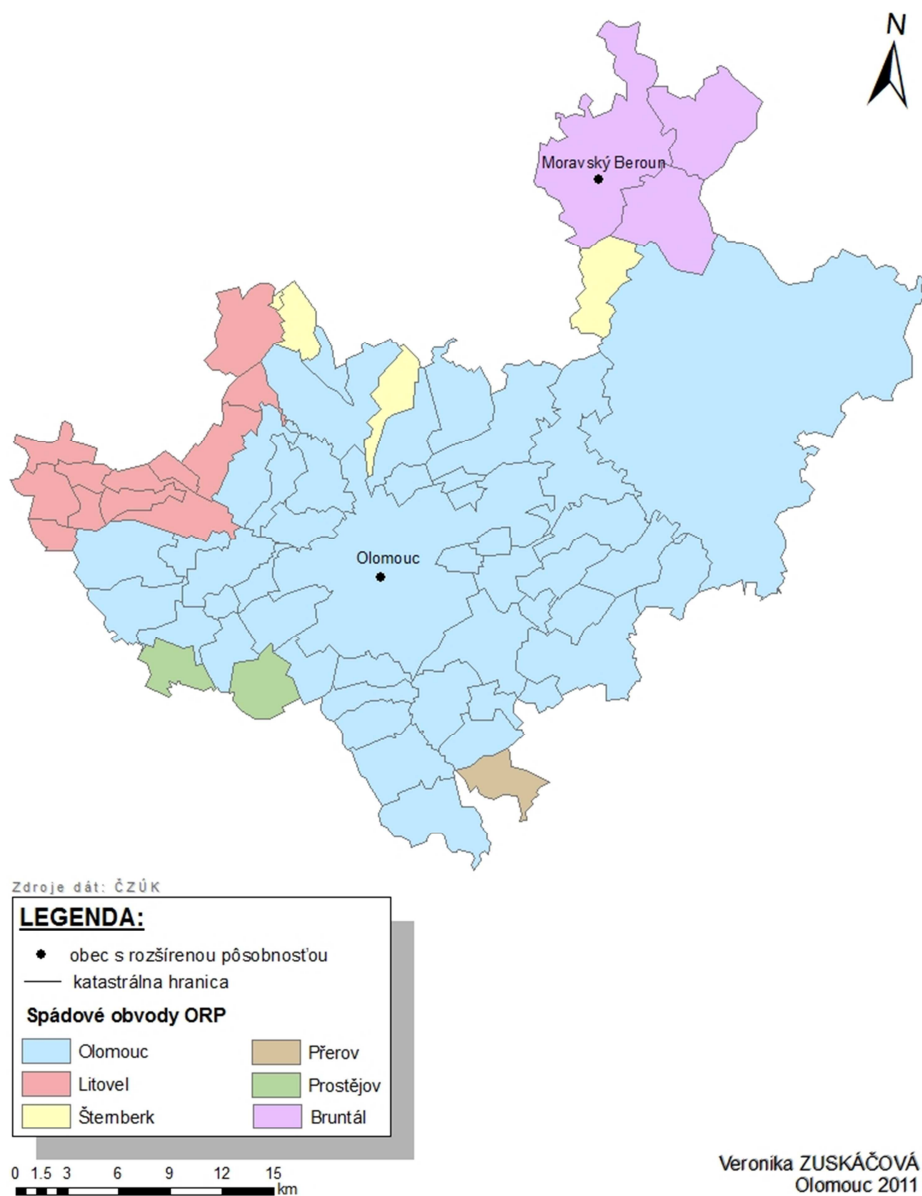 N
Moravský Beroun
Olomouc
Zdroje dát: ČZÚK
LEGENDA:
obec s rozšírenou pôsobnosťou
katastrálna hranica
Spádové obvody ORP
Olomouc
Litovel
Šternberk
Přerov
Prostějov
Bruntál
0 1.5 3 6 9 12 15
km
Veronika ZUSKÁČOVÁ
Olomouc 2011